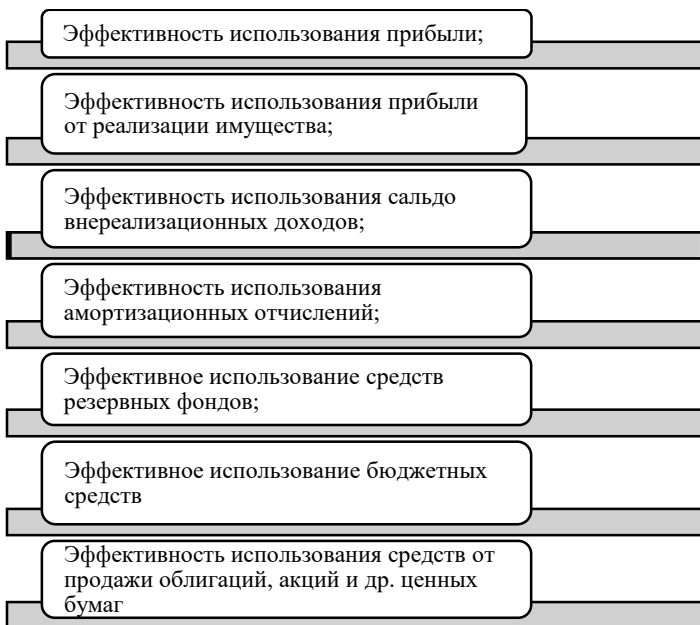 Эффективность использования прибыли;
Эффективность использования прибыли
от реализации имущества;
Эффективность использования сальдо
внереализационных доходов;
Эффективность использования
амортизационных отчислений;
Эффективное использование средств
резервных фондов;
Эффективное использование бюджетных
средств
Эффективность использования средств от
продажи облигаций, акций и др. ценных
бумаг